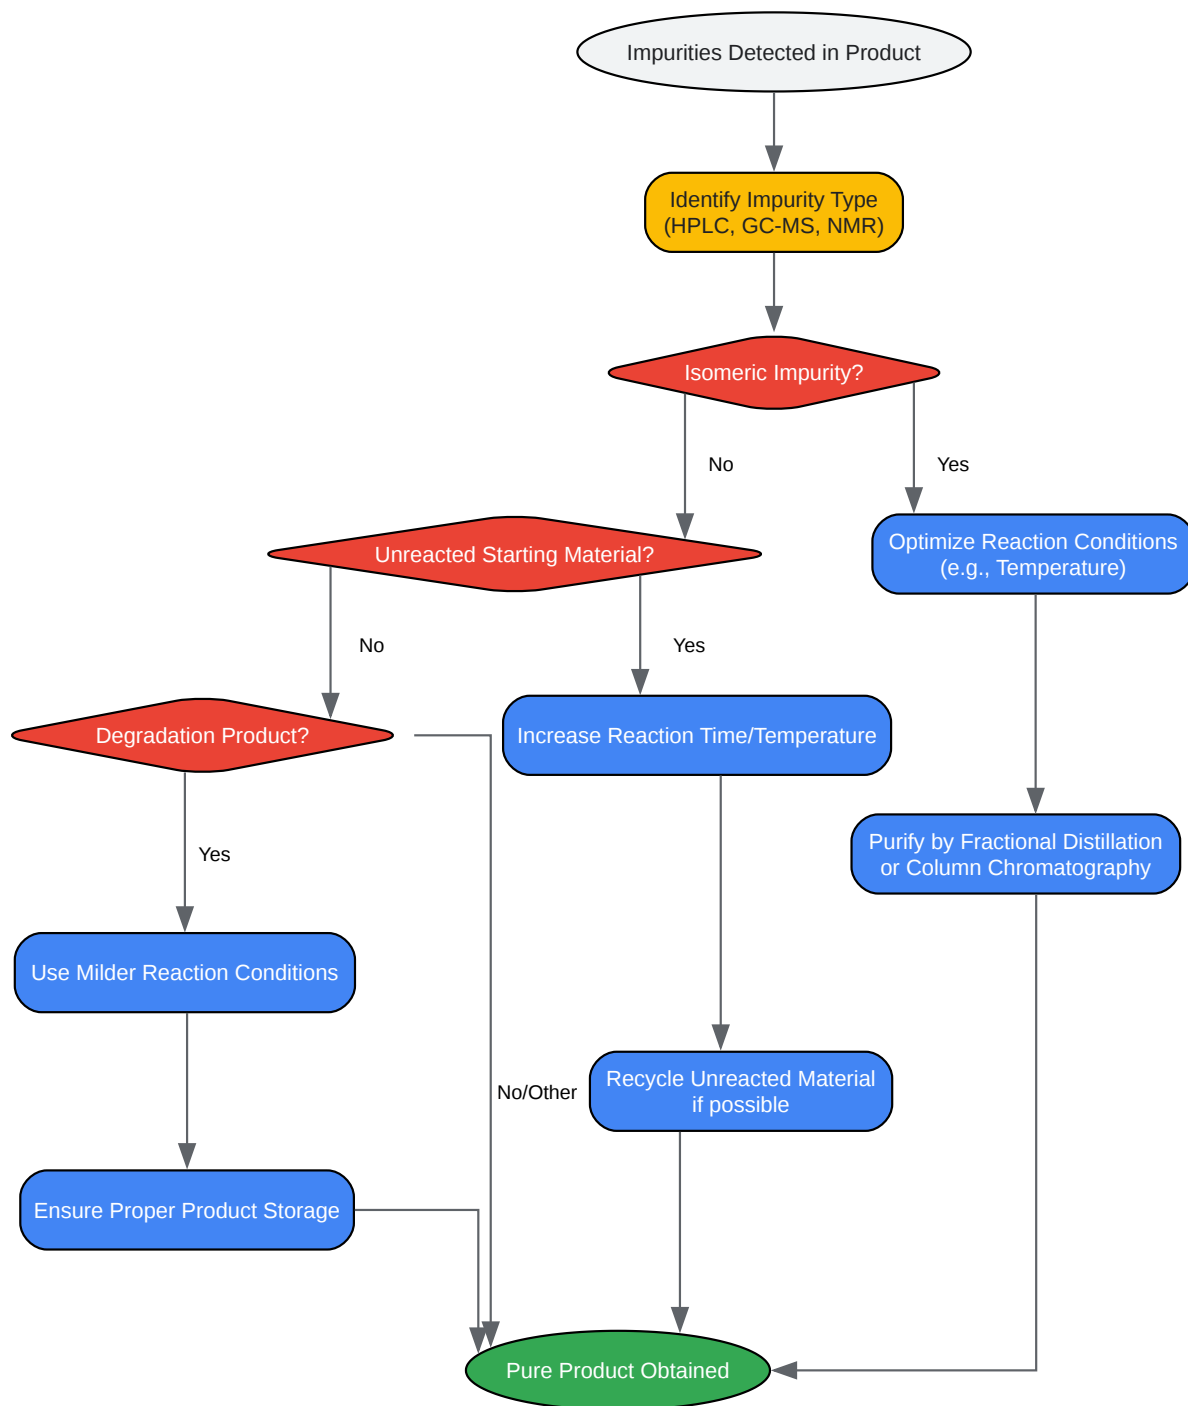 Impurities Detected in Product
Identify Impurity Type
(HPLC, GC-MS, NMR)
Isomeric Impurity?
No
Yes
Unreacted Starting Material?
Optimize Reaction Conditions
(e.g., Temperature)
No
Yes
Degradation Product?
Increase Reaction Time/Temperature
Yes
Purify by Fractional Distillation
or Column Chromatography
Use Milder Reaction Conditions
No/Other
Recycle Unreacted Material
if possible
Ensure Proper Product Storage
Pure Product Obtained